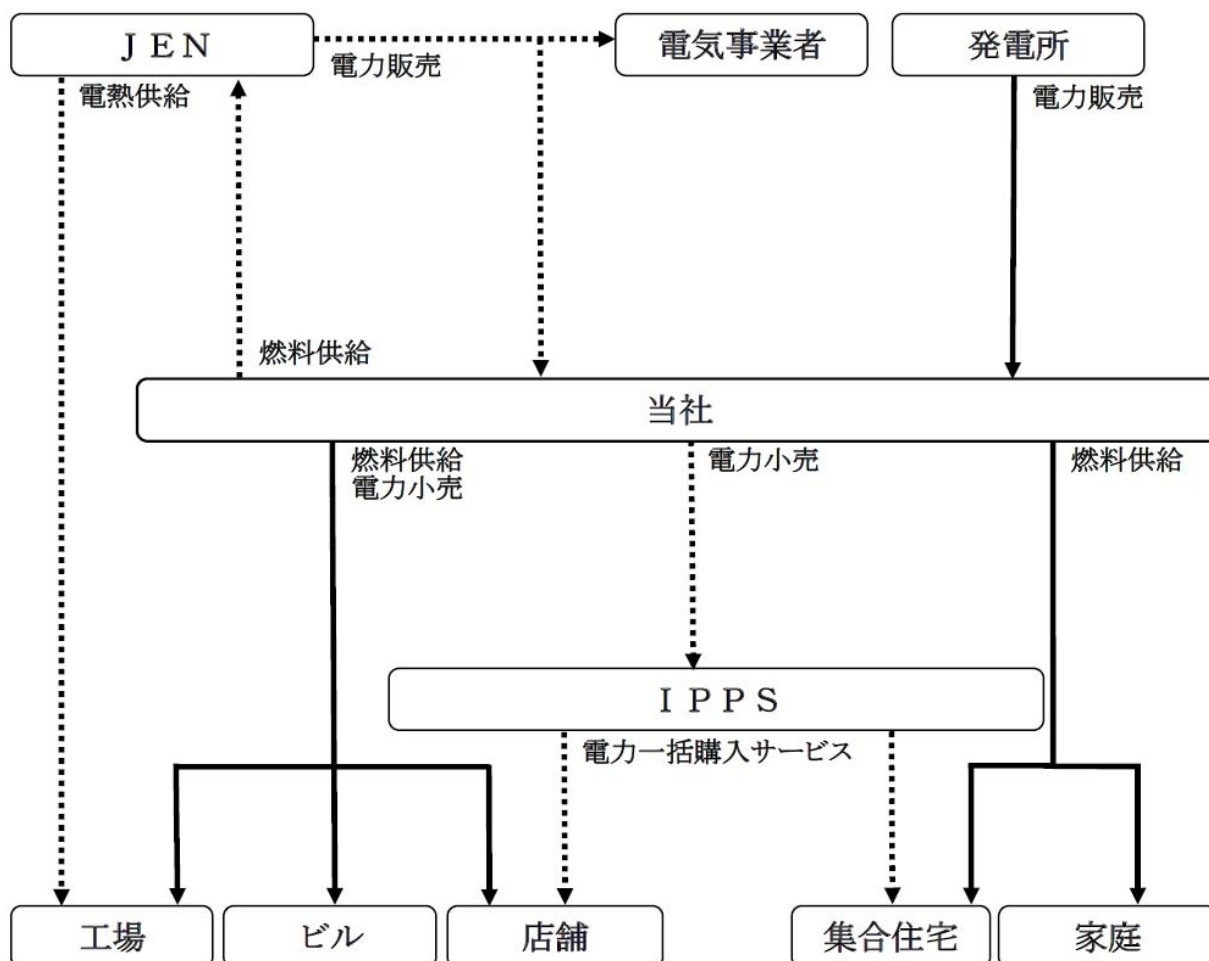 ＪＥＮ
電気事業者
発電所
電力販売
電熱供給
電力販売
燃料供給
当社
燃料供給
電力小売
電力小売
燃料供給
ＩＰＰＳ
電力一括購入サービス
工場
ビル
店舗
集合住宅
家庭